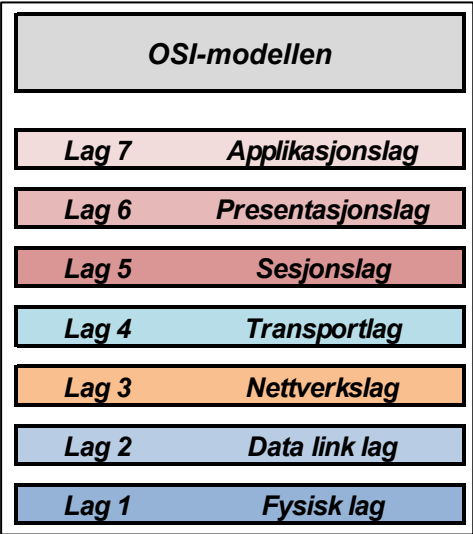 OSI-modellen
Lag 7 Applikasjonslag
Lag 6 Presentasjonslag
Lag 5 Sesjonslag
Lag 4 Transportlag
Lag 3 Nettverkslag
Lag 2 Data link lag
Lag 1 Fysisk lag